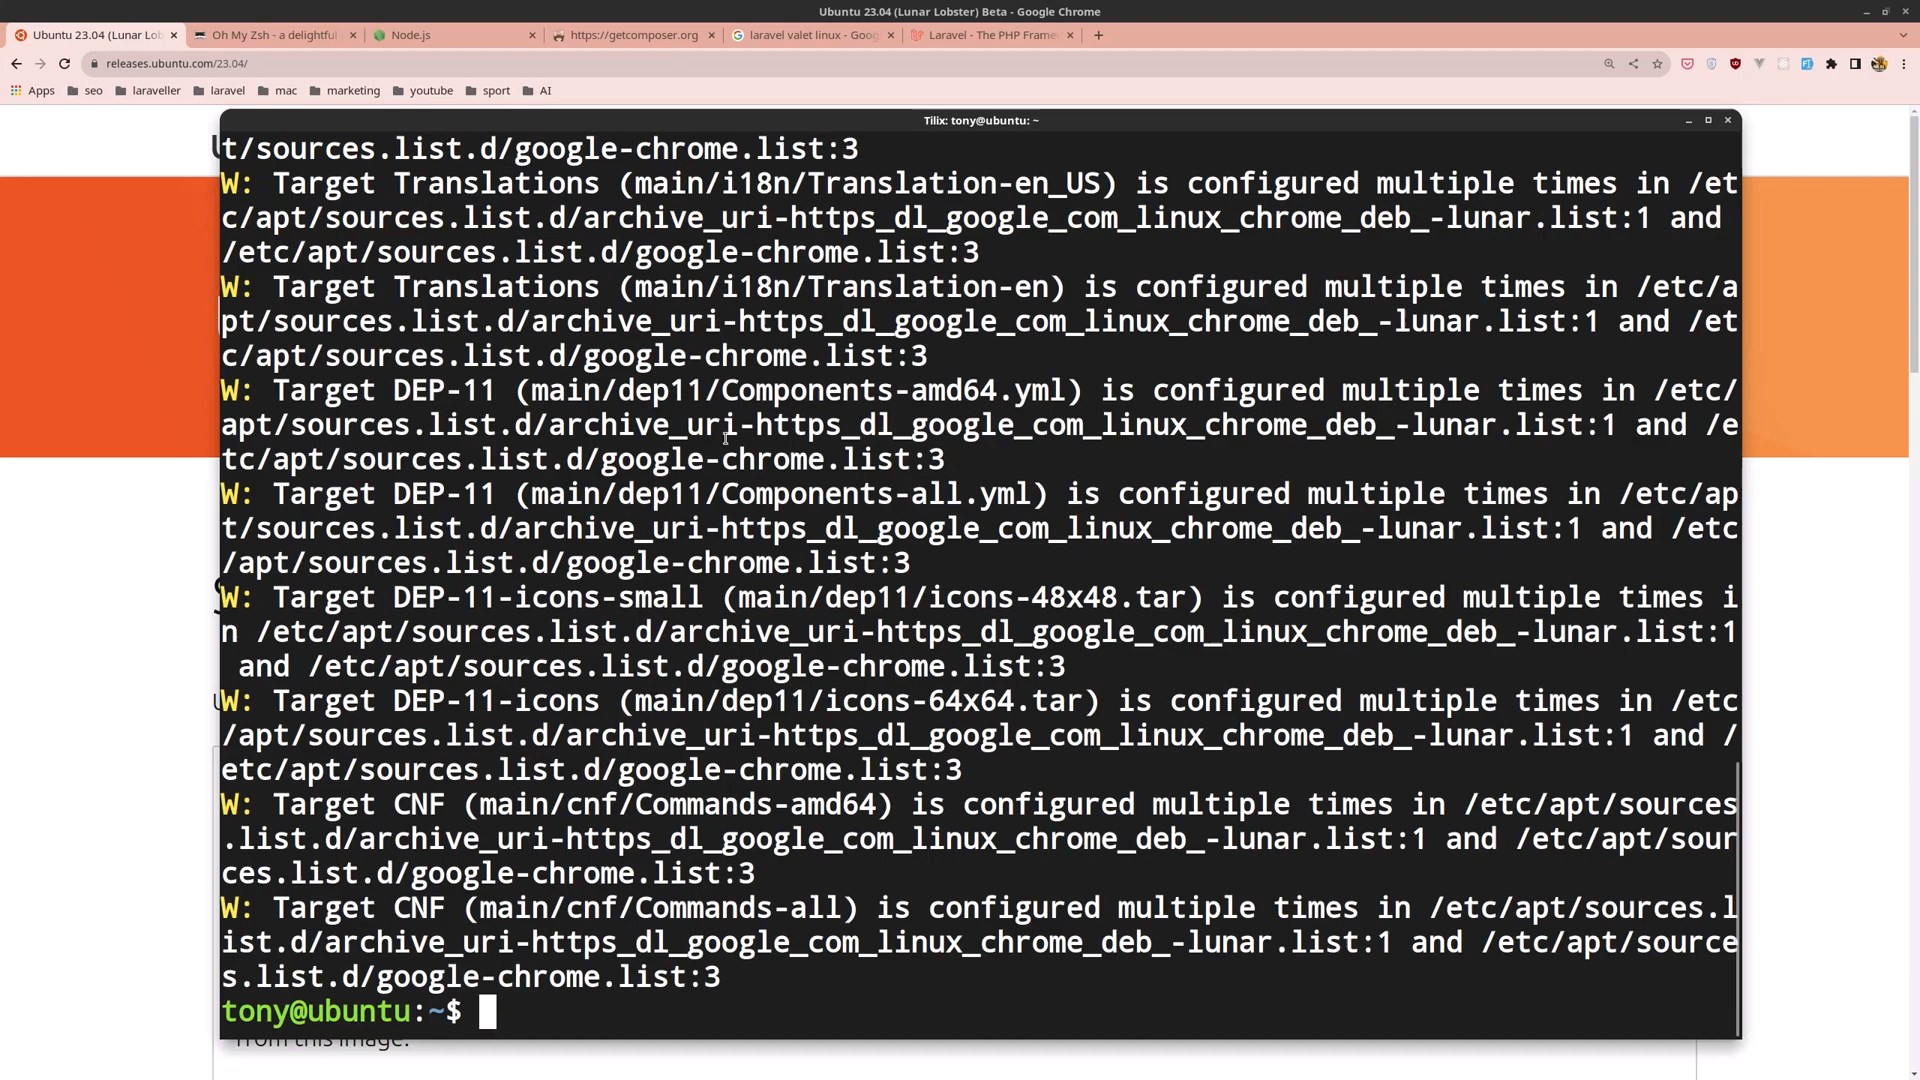 Ubuntu 23.04 (Lunar Lobster) Beta - Google Chrome
Ubuntu 23.04 (Lunar Lob
Oh My Zsh - a delightful
Node.js
https://getcomposer.org
laravel valet linux - Goog
Laravel - The PHP Frame
releases.ubuntu.com/23.04/
Apps seo laraveller laravel mac marketing youtube sport AI
Tilix: tony@ubuntu: ~
t/sources.list.d/google-chrome.list:3
W: Target Translations (main/i18n/Translation-en_US) is configured multiple times in /et
c/apt/sources.list.d/archive_uri-https_dl_google_com_linux_chrome_deb_-lunar.list:1 and
/etc/apt/sources.list.d/google-chrome.list:3
W: Target Translations (main/i18n/Translation-en) is configured multiple times in /etc/a
pt/sources.list.d/archive_uri-https_dl_google_com_linux_chrome_deb_-lunar.list:1 and /et
c/apt/sources.list.d/google-chrome.list:3
W: Target DEP-11 (main/dep11/Components-amd64.yml) is configured multiple times in /etc/
apt/sources.list.d/archive_uri-https_dl_google_com_linux_chrome_deb_-lunar.list:1 and /e
tc/apt/sources.list.d/google-chrome.list:3
W: Target DEP-11 (main/dep11/Components-all.yml) is configured multiple times in /etc/ap
t/sources.list.d/archive_uri-https_dl_google_com_linux_chrome_deb_-lunar.list:1 and /etc
/apt/sources.list.d/google-chrome.list:3
W: Target DEP-11-icons-small (main/dep11/icons-48x48.tar) is configured multiple times i
n /etc/apt/sources.list.d/archive_uri-https_dl_google_com_linux_chrome_deb_-lunar.list:1
and /etc/apt/sources.list.d/google-chrome.list:3
W: Target DEP-11-icons (main/dep11/icons-64x64.tar) is configured multiple times in /etc
/apt/sources.list.d/archive_uri-https_dl_google_com_linux_chrome_deb_-lunar.list:1 and /
etc/apt/sources.list.d/google-chrome.list:3
W: Target CNF (main/cnf/Commands-amd64) is configured multiple times in /etc/apt/sources
.list.d/archive_uri-https_dl_google_com_linux_chrome_deb_-lunar.list:1 and /etc/apt/sour
ces.list.d/google-chrome.list:3
W: Target CNF (main/cnf/Commands-all) is configured multiple times in /etc/apt/sources.l
ist.d/archive_uri-https_dl_google_com_linux_chrome_deb_-lunar.list:1 and /etc/apt/source
s.list.d/google-chrome.list:3
tony@ubuntu:~$
from this image.